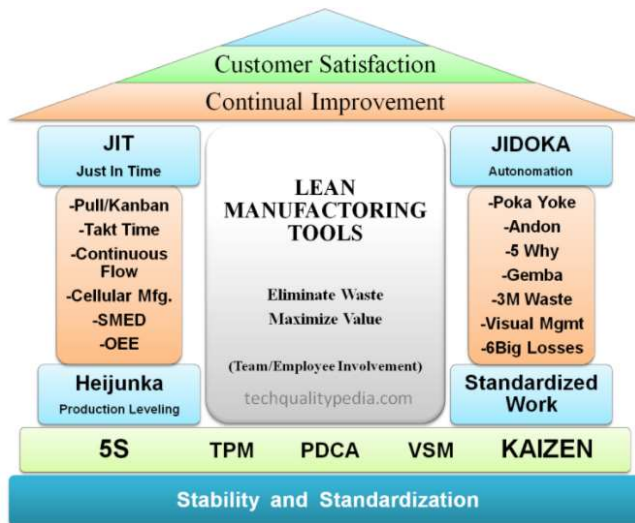 Customer Satisfaction
Continual Improvement
JIT
Just In Time
-Pull/Kanban
-Takt Time
-Continuous
Flow
-Cellular Mfg.
-SMED
-OEE
Heijunka
Production Leveling
LEAN
MANUFACTORING
TOOLS
Eliminate Waste
Maximize Value
(Team/Employee Involvement)
techqualitypedia.com
JIDOKA
Autonomation
-Poka Yoke
-Andon
-5 Why
-Gemba
-3M Waste
-Visual Mgmt
-6Big Losses
Standardized
Work
5S TPM PDCA VSM KAIZEN
Stability and Standardization